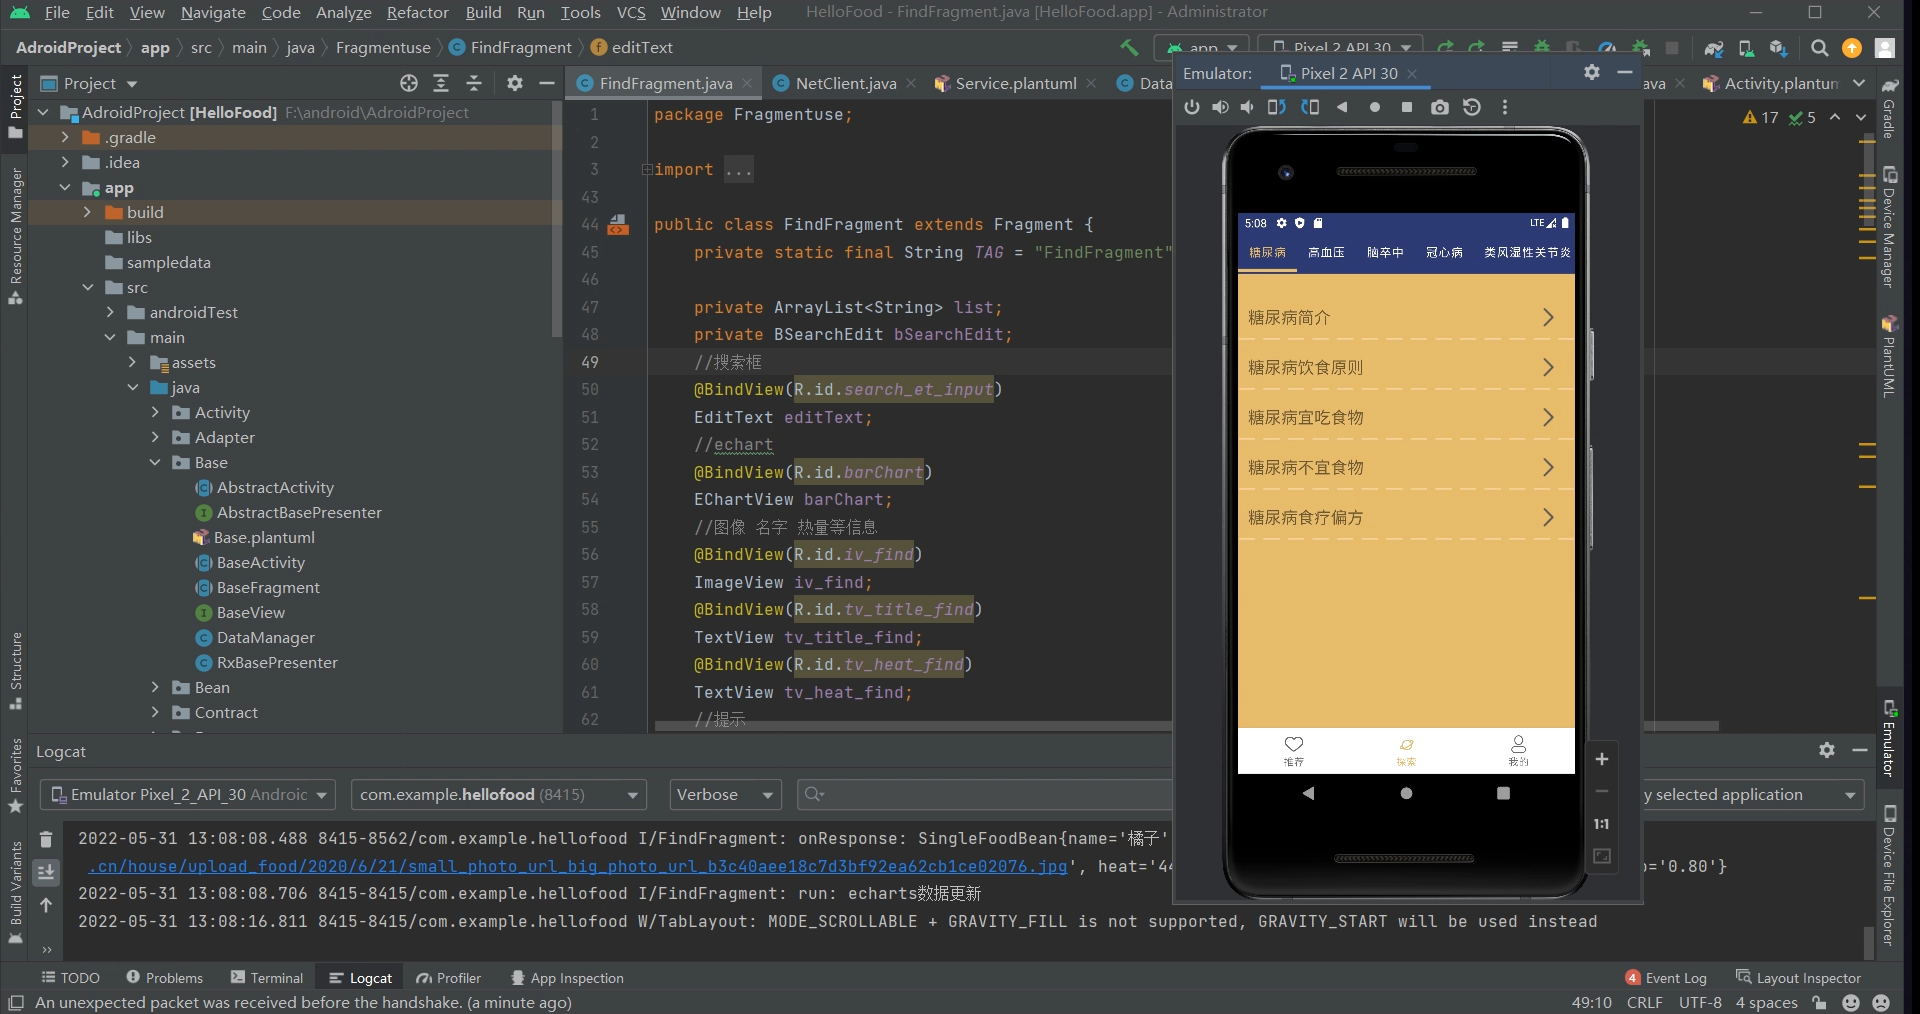 File Edit View Navigate Code Analyze Refactor Build Run Tools VCS Window Help HelloFood - FindFragment.java [HelloFood.app] - Administrator
AdroidProject app src main java Fragmentuse FindFragment editText app Pixel 2 API 30
Project FindFragment.java NetClient.java Service.plantuml Data ava Activity.plantum
Project
Resource Manager
Structure
Favorites
Build Variants
AdroidProject [HelloFood] F:\android\AdroidProject
.gradle
.idea
app
build
libs
sampledata
src
androidTest
main
assets
java
Activity
Adapter
Base
AbstractActivity
AbstractBasePresenter
Base.plantuml
BaseActivity
BaseFragment
BaseView
DataManager
RxBasePresenter
Bean
Contract
1 package Fragmentuse;
2
3 import ...
43
44 public class FindFragment extends Fragment {
45 private static final String TAG = "FindFragment"
46
47 private ArrayList<String> list;
48 private BSearchEdit bSearchEdit;
49 //搜索框
50 @BindView(R.id.search_et_input)
51 EditText editText;
52 //echart
53 @BindView(R.id.barChart)
54 EChartView barChart;
55 //图像 名字 热量等信息
56 @BindView(R.id.iv_find)
57 ImageView iv_find;
58 @BindView(R.id.tv_title_find)
59 TextView tv_title_find;
60 @BindView(R.id.tv_heat_find)
61 TextView tv_heat_find;
62 //提示
17 5
Emulator: Pixel 2 API 30
5:08 LTE
糖尿病 高血压 脑卒中 冠心病 类风湿性关节炎
糖尿病简介
糖尿病饮食原则
糖尿病宜吃食物
糖尿病不宜食物
糖尿病食疗偏方
推荐 探索 我的
1:1
Gradle
Device Manager
PlantUML
Emulator
Device File Explorer
Logcat
Emulator Pixel_2_API_30 Androic com.example.hellofood (8415) Verbose y selected application
2022-05-31 13:08:08.488 8415-8562/com.example.hellofood I/FindFragment: onResponse: SingleFoodBean{name='橘子'
.cn/house/upload_food/2020/6/21/small_photo_url_big_photo_url_b3c40aee18c7d3bf92ea62cb1ce02076.jpg', heat='44 o='0.80'}
2022-05-31 13:08:08.706 8415-8415/com.example.hellofood I/FindFragment: run: echarts数据更新
2022-05-31 13:08:16.811 8415-8415/com.example.hellofood W/TabLayout: MODE_SCROLLABLE + GRAVITY_FILL is not supported, GRAVITY_START will be used instead
TODO Problems Terminal Logcat Profiler App Inspection 4 Event Log Layout Inspector
An unexpected packet was received before the handshake. (a minute ago) 49:10 CRLF UTF-8 4 spaces